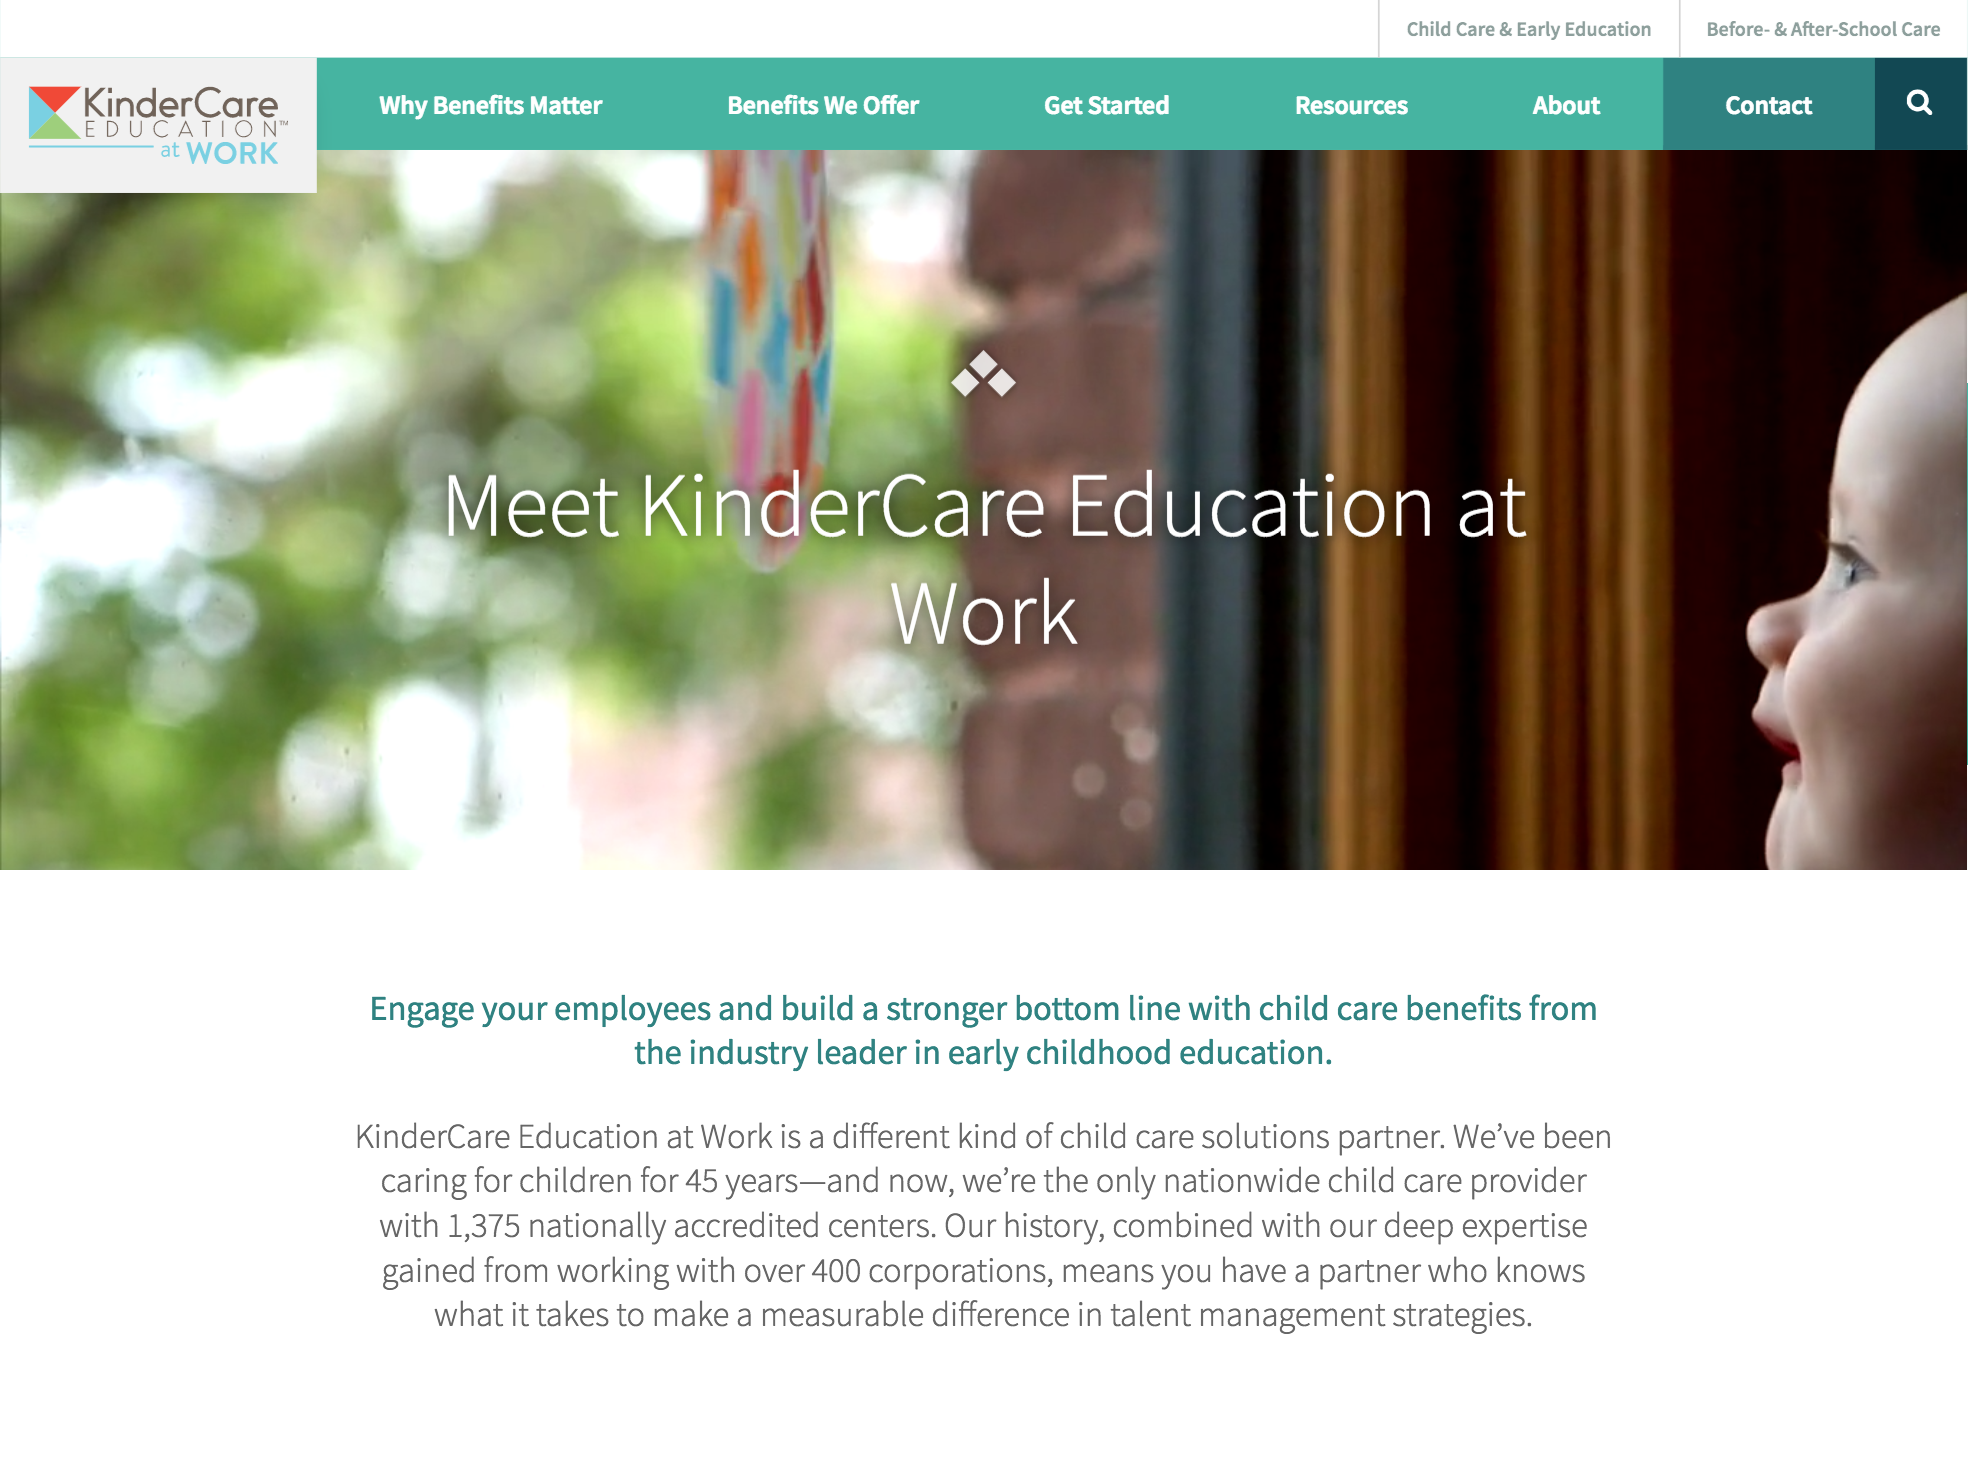 Child Care & Early Education
Before- & After-School Care
KinderCare
EDUCATION™
at WORK
Why Benefits Matter
Benefits We Offer
Get Started
Resources
About
Contact
Meet KinderCare Education at
Work
Engage your employees and build a stronger bottom line with child care benefits from
the industry leader in early childhood education.
KinderCare Education at Work is a different kind of child care solutions partner. We’ve been
caring for children for 45 years—and now, we’re the only nationwide child care provider
with 1,375 nationally accredited centers. Our history, combined with our deep expertise
gained from working with over 400 corporations, means you have a partner who knows
what it takes to make a measurable difference in talent management strategies.